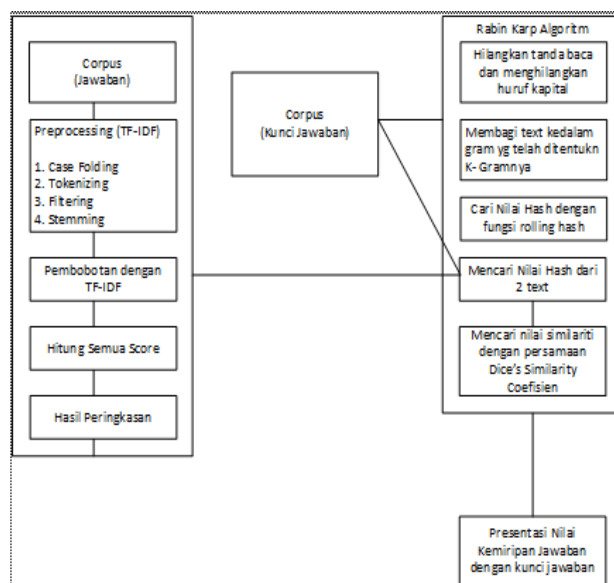 Corpus
(Jawaban)
Preprocessing (TF-IDF)
1. Case Folding
2. Tokenizing
3. Filtering
4. Stemming
Pembobotan dengan
TF-IDF
Hitung Semua Score
Hasil Peringkasan
Corpus
(Kunci Jawaban)
Rabin Karp Algoritm
Hilangkan tanda baca
dan menghilangkan
huruf kapital
Membagi text kedalam
gram yg telah ditentukn
K- Gramnya
Cari Nilai Hash dengan
fungsi rolling hash
Mencari Nilai Hash dari
2 text
Mencari nilai similariti
dengan persamaan
Dice's Similarity
Coefisien
Presentasi Nilai
Kemiripan Jawaban
dengan kunci jawaban